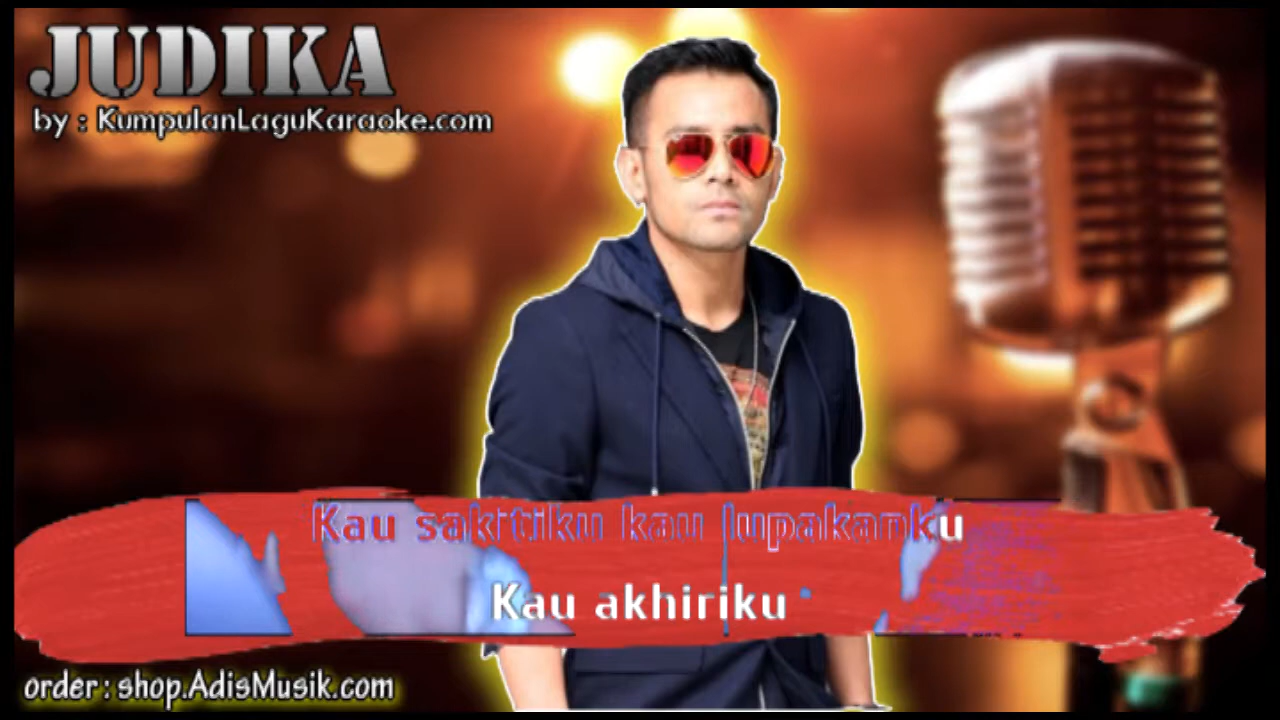 JUDIKA
by : KumpulanLaguKaraoke.com
Kau sakitiku kau lupakanku
Kau akhiriku
order : shop.AdisMusik.com